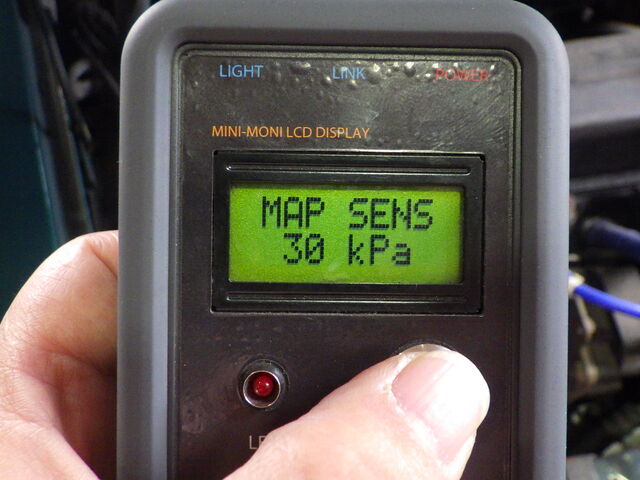 LIGHT LINK POWER
MINI-MONI LCD DISPLAY
MAP SENS
30 kPa